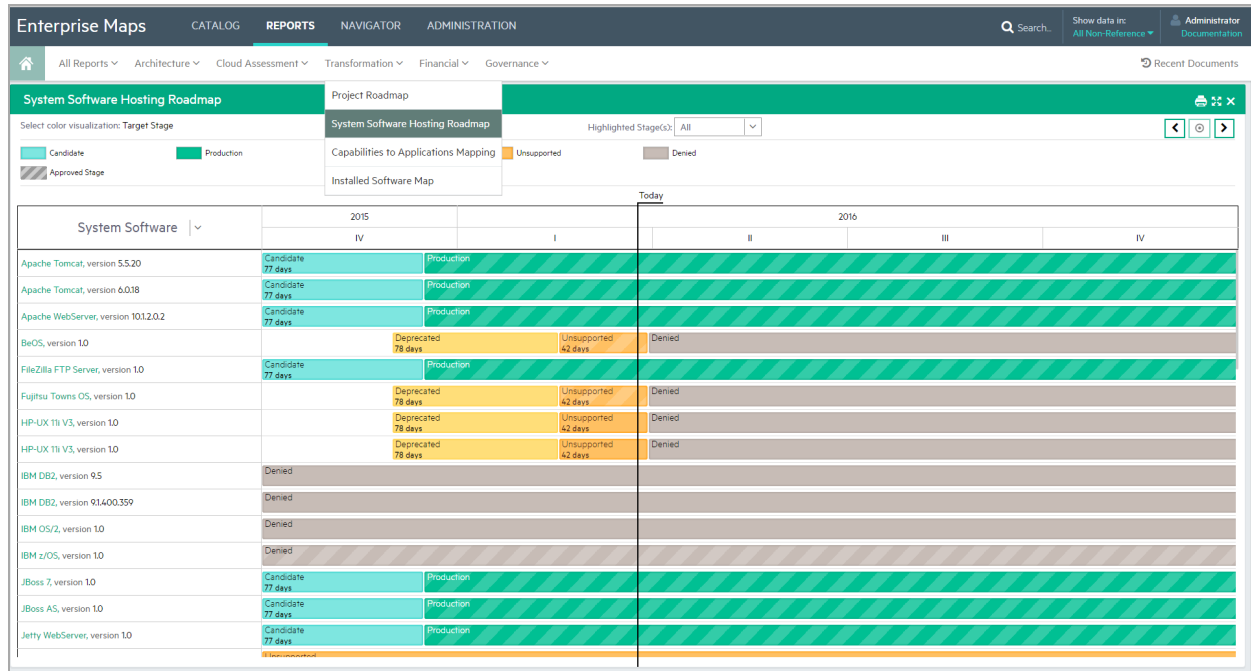 Enterprise Maps CATALOG REPORTS NAVIGATOR ADMINISTRATION Search... Show data in: All Non-Reference Administrator Documentation
All Reports Architecture Cloud Assessment Transformation Financial Governance Recent Documents
System Software Hosting Roadmap
Project Roadmap
System Software Hosting Roadmap
Capabilities to Applications Mapping
Installed Software Map
Select color visualization: Target Stage Highlighted Stage(s): All
Candidate Production Unsupported Denied
Approved Stage
Today
System Software 2015 2016
IV I II III IV
Apache Tomcat, version 5.5.20 Candidate 77 days Production
Apache Tomcat, version 6.0.18 Candidate 77 days Production
Apache WebServer, version 10.1.2.0.2 Candidate 77 days Production
BeOS, version 1.0 Deprecated 78 days Unsupported 42 days Denied
FileZilla FTP Server, version 1.0 Candidate 77 days Production
Fujitsu Towns OS, version 1.0 Deprecated 78 days Unsupported 42 days Denied
HP-UX 11i V3, version 1.0 Deprecated 78 days Unsupported 42 days Denied
HP-UX 11i V3, version 1.0 Deprecated 78 days Unsupported 42 days Denied
IBM DB2, version 9.5 Denied
IBM DB2, version 9.1.400.359 Denied
IBM OS/2, version 1.0 Denied
IBM z/OS, version 1.0 Denied
JBoss 7, version 1.0 Candidate 77 days Production
JBoss AS, version 1.0 Candidate 77 days Production
Jetty WebServer, version 1.0 Candidate 77 days Production
Unsupported